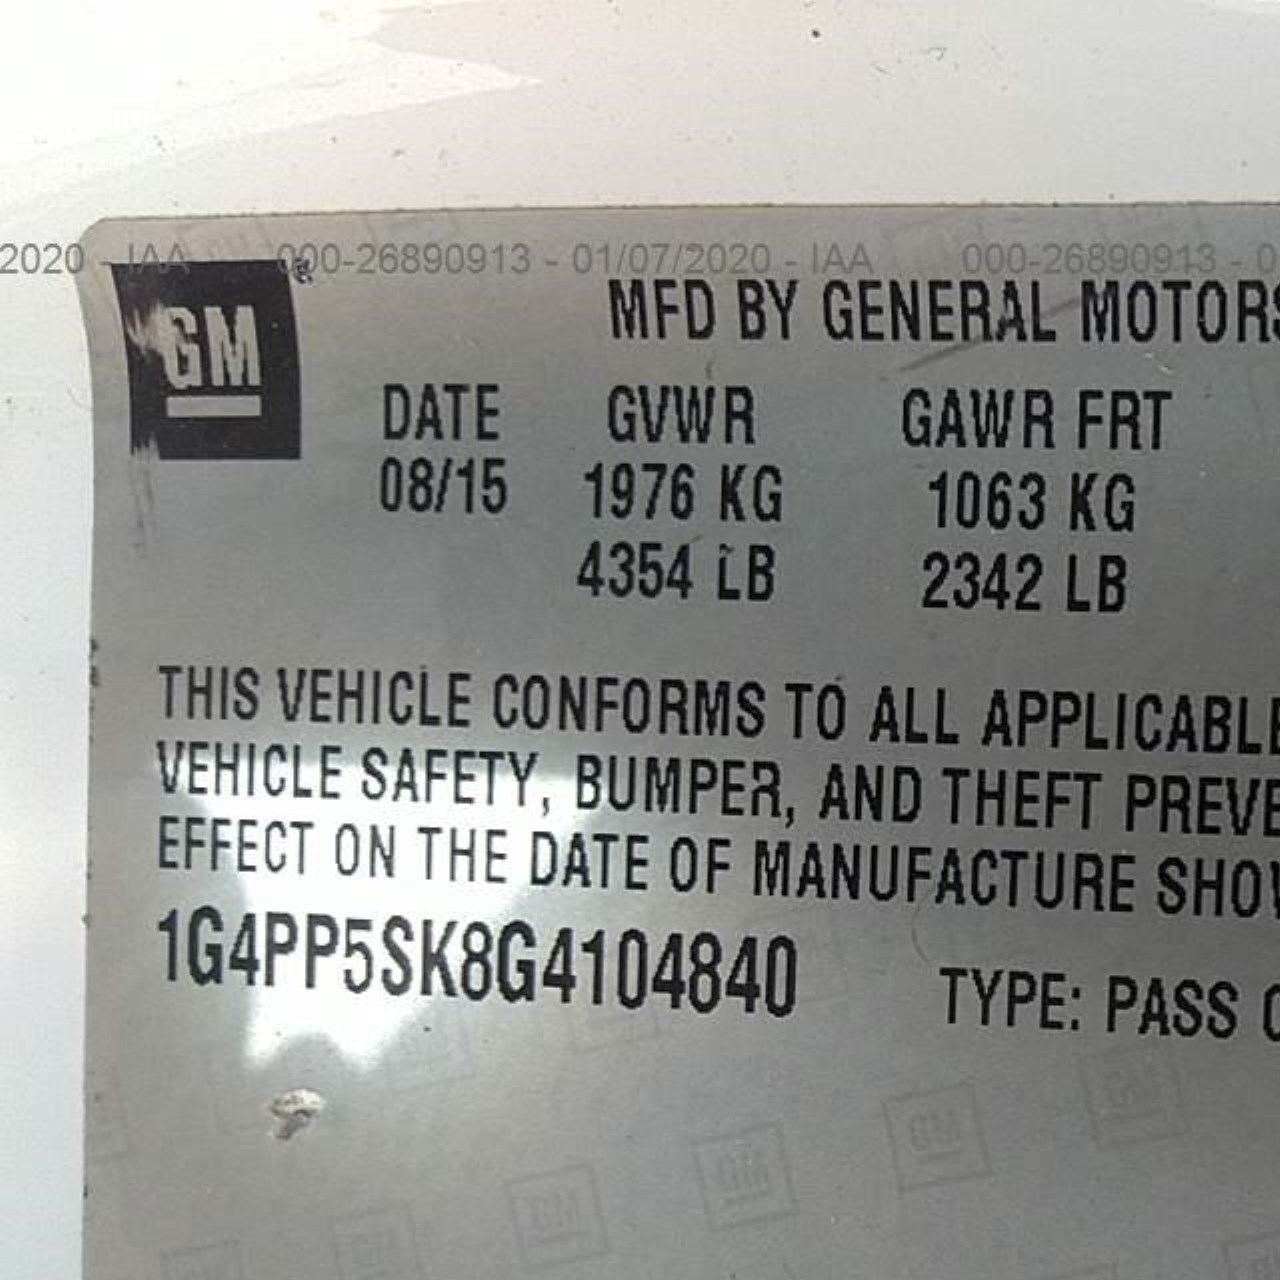 2020 - IAA 000-26890913 - 01/07/2020 - IAA 000-26890913 - 0
GM
MFD BY GENERAL MOTORS
DATE GVWR GAWR FRT
08/15 1976 KG 1063 KG
4354 LB 2342 LB
THIS VEHICLE CONFORMS TO ALL APPLICABLE
VEHICLE SAFETY, BUMPER, AND THEFT PREVE
EFFECT ON THE DATE OF MANUFACTURE SHOW
1G4PP5SK8G4104840 TYPE: PASS C